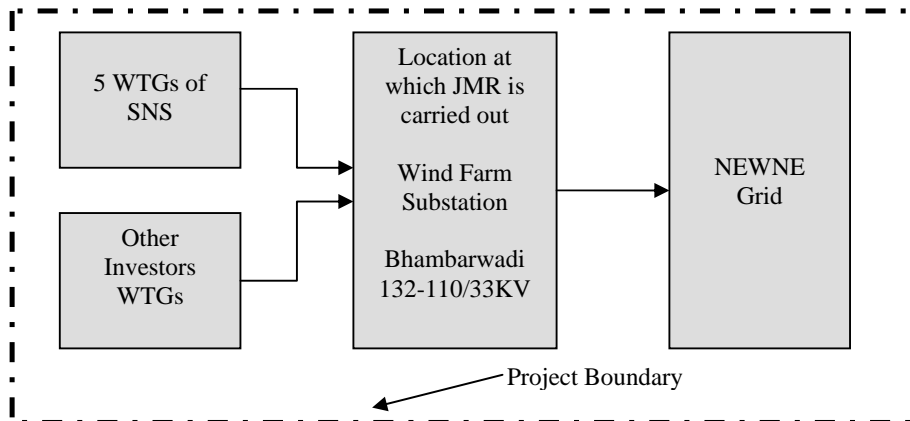 5 WTGs of
SNS
Other
Investors
WTGs
Location at
which JMR is
carried out
Wind Farm
Substation
Bhambarwadi
132-110/33KV
NEWNE
Grid
Project Boundary